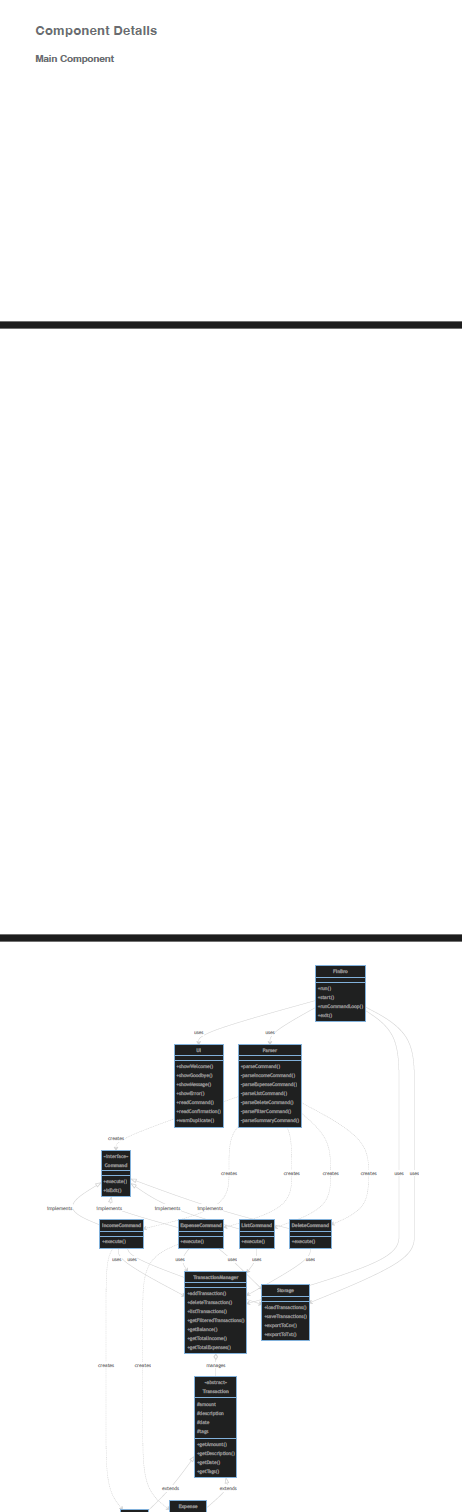 Component Details
Main Component
FinBro
+run()
+start()
+runCommandLoop()
+exit()
uses
uses
UI
+showWelcome()
+showGoodbye()
+showMessage()
+showError()
+readCommand()
+readConfirmation()
+warnDuplicate()
Parser
+parseCommand()
-parseIncomeCommand()
-parseExpenseCommand()
-parseListCommand()
-parseDeleteCommand()
-parseFilterCommand()
-parseSummaryCommand()
creates
«interface»
Command
+execute()
+isExit()
creates
creates
creates
creates
uses
uses
implements
implements
implements
implements
IncomeCommand
+execute()
ExpenseCommand
+execute()
ListCommand
+execute()
DeleteCommand
+execute()
uses
uses
uses
uses
uses
uses
TransactionManager
+addTransaction()
+deleteTransaction()
+listTransactions()
+getFilteredTransactions()
+getBalance()
+getTotalIncome()
+getTotalExpenses()
Storage
+loadTransactions()
+saveTransactions()
+exportToCsv()
+exportToTxt()
creates
creates
manages
«abstract»
Transaction
#amount
#description
#date
#tags
+getAmount()
+getDescription()
+getDate()
+getTags()
extends
extends
Expense